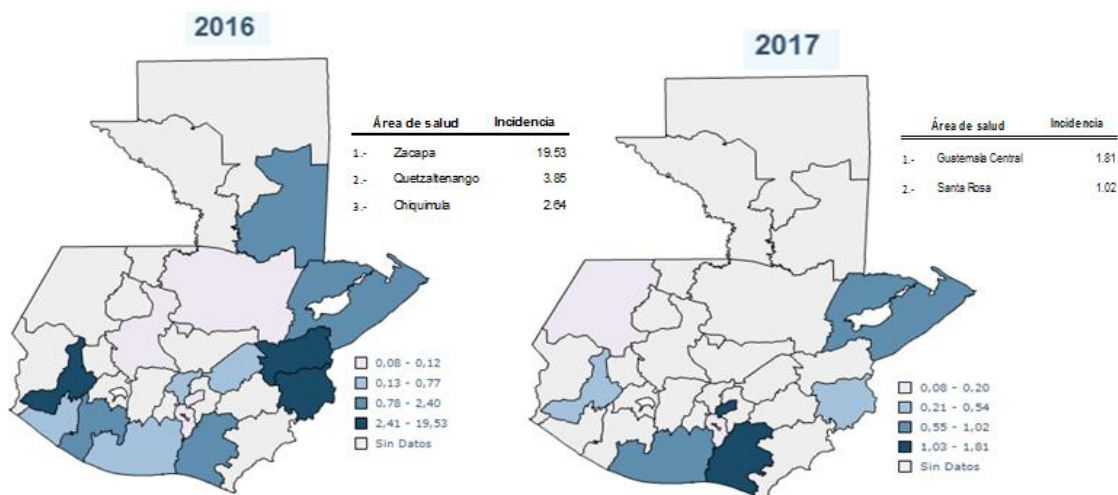 2016
Área de salud Incidencia
1.- Zacapa 19.53
2.- Quetzaltenango 3.85
3.- Chiquimula 2.64
0,08 - 0,12
0,13 - 0,77
0,78 - 2,40
2,41 - 19,53
Sin Datos
2017
Área de salud Incidencia
1.- Guatemala Central 1.81
2.- Santa Rosa 1.02
0,08 - 0,20
0,21 - 0,54
0,55 - 1,02
1,03 - 1,81
Sin Datos